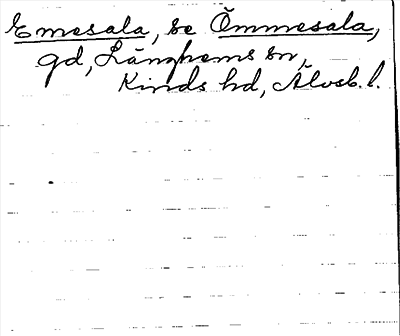 Emesala, se Ömmesala,
gd, Länghems sn,
Kinds hd, Älvsb. l.